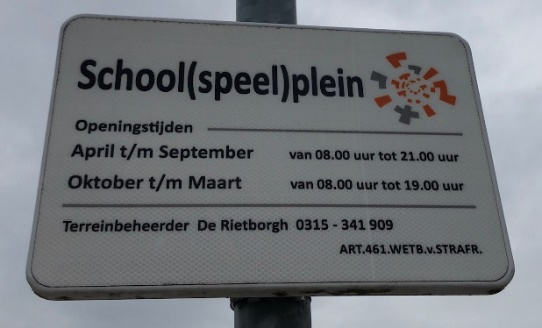 School(speel)plein
Openingstijden
April t/m September van 08.00 uur tot 21.00 uur
Oktober t/m Maart van 08.00 uur tot 19.00 uur
Terreinbeheerder De Rietborgh 0315 - 341 909
ART.461.WETB.v.STRAFR.